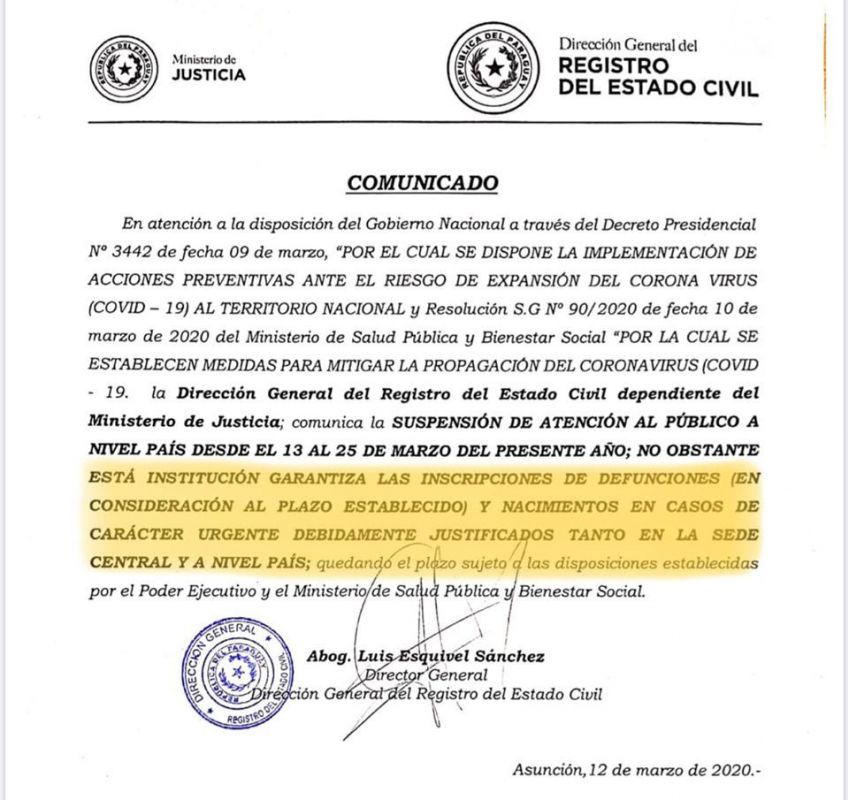 Ministerio de
JUSTICIA
Dirección General del
REGISTRO
DEL ESTADO CIVIL
REPUBLICA DEL PARAGUAY
REPUBLICA DEL PARAGUAY
COMUNICADO
En atención a la disposición del Gobierno Nacional a través del Decreto Presidencial
Nº 3442 de fecha 09 de marzo, “POR EL CUAL SE DISPONE LA IMPLEMENTACIÓN DE
ACCIONES PREVENTIVAS ANTE EL RIESGO DE EXPANSIÓN DEL CORONA VIRUS
(COVID – 19) AL TERRITORIO NACIONAL y Resolución S.G Nº 90/2020 de fecha 10 de
marzo de 2020 del Ministerio de Salud Pública y Bienestar Social “POR LA CUAL SE
ESTABLECEN MEDIDAS PARA MITIGAR LA PROPAGACIÓN DEL CORONAVIRUS (COVID
- 19. la Dirección General del Registro del Estado Civil dependiente del
Ministerio de Justicia; comunica la SUSPENSIÓN DE ATENCIÓN AL PÚBLICO A
NIVEL PAÍS DESDE EL 13 AL 25 DE MARZO DEL PRESENTE AÑO; NO OBSTANTE
ESTÁ INSTITUCIÓN GARANTIZA LAS INSCRIPCIONES DE DEFUNCIONES (EN
CONSIDERACIÓN AL PLAZO ESTABLECIDO) Y NACIMIENTOS EN CASOS DE
CARÁCTER URGENTE DEBIDAMENTE JUSTIFICADOS TANTO EN LA SEDE
CENTRAL Y A NIVEL PAÍS; quedando el plazo sujeto a las disposiciones establecidas
por el Poder Ejecutivo y el Ministerio de Salud Pública y Bienestar Social.
DIRECCION GENERAL
REPUBLICA DEL PARAGUAY
REGISTRO DEL CIVIL
Abog. Luis Esquivel Sánchez
Director General
Dirección General del Registro del Estado Civil
Asunción, 12 de marzo de 2020.-